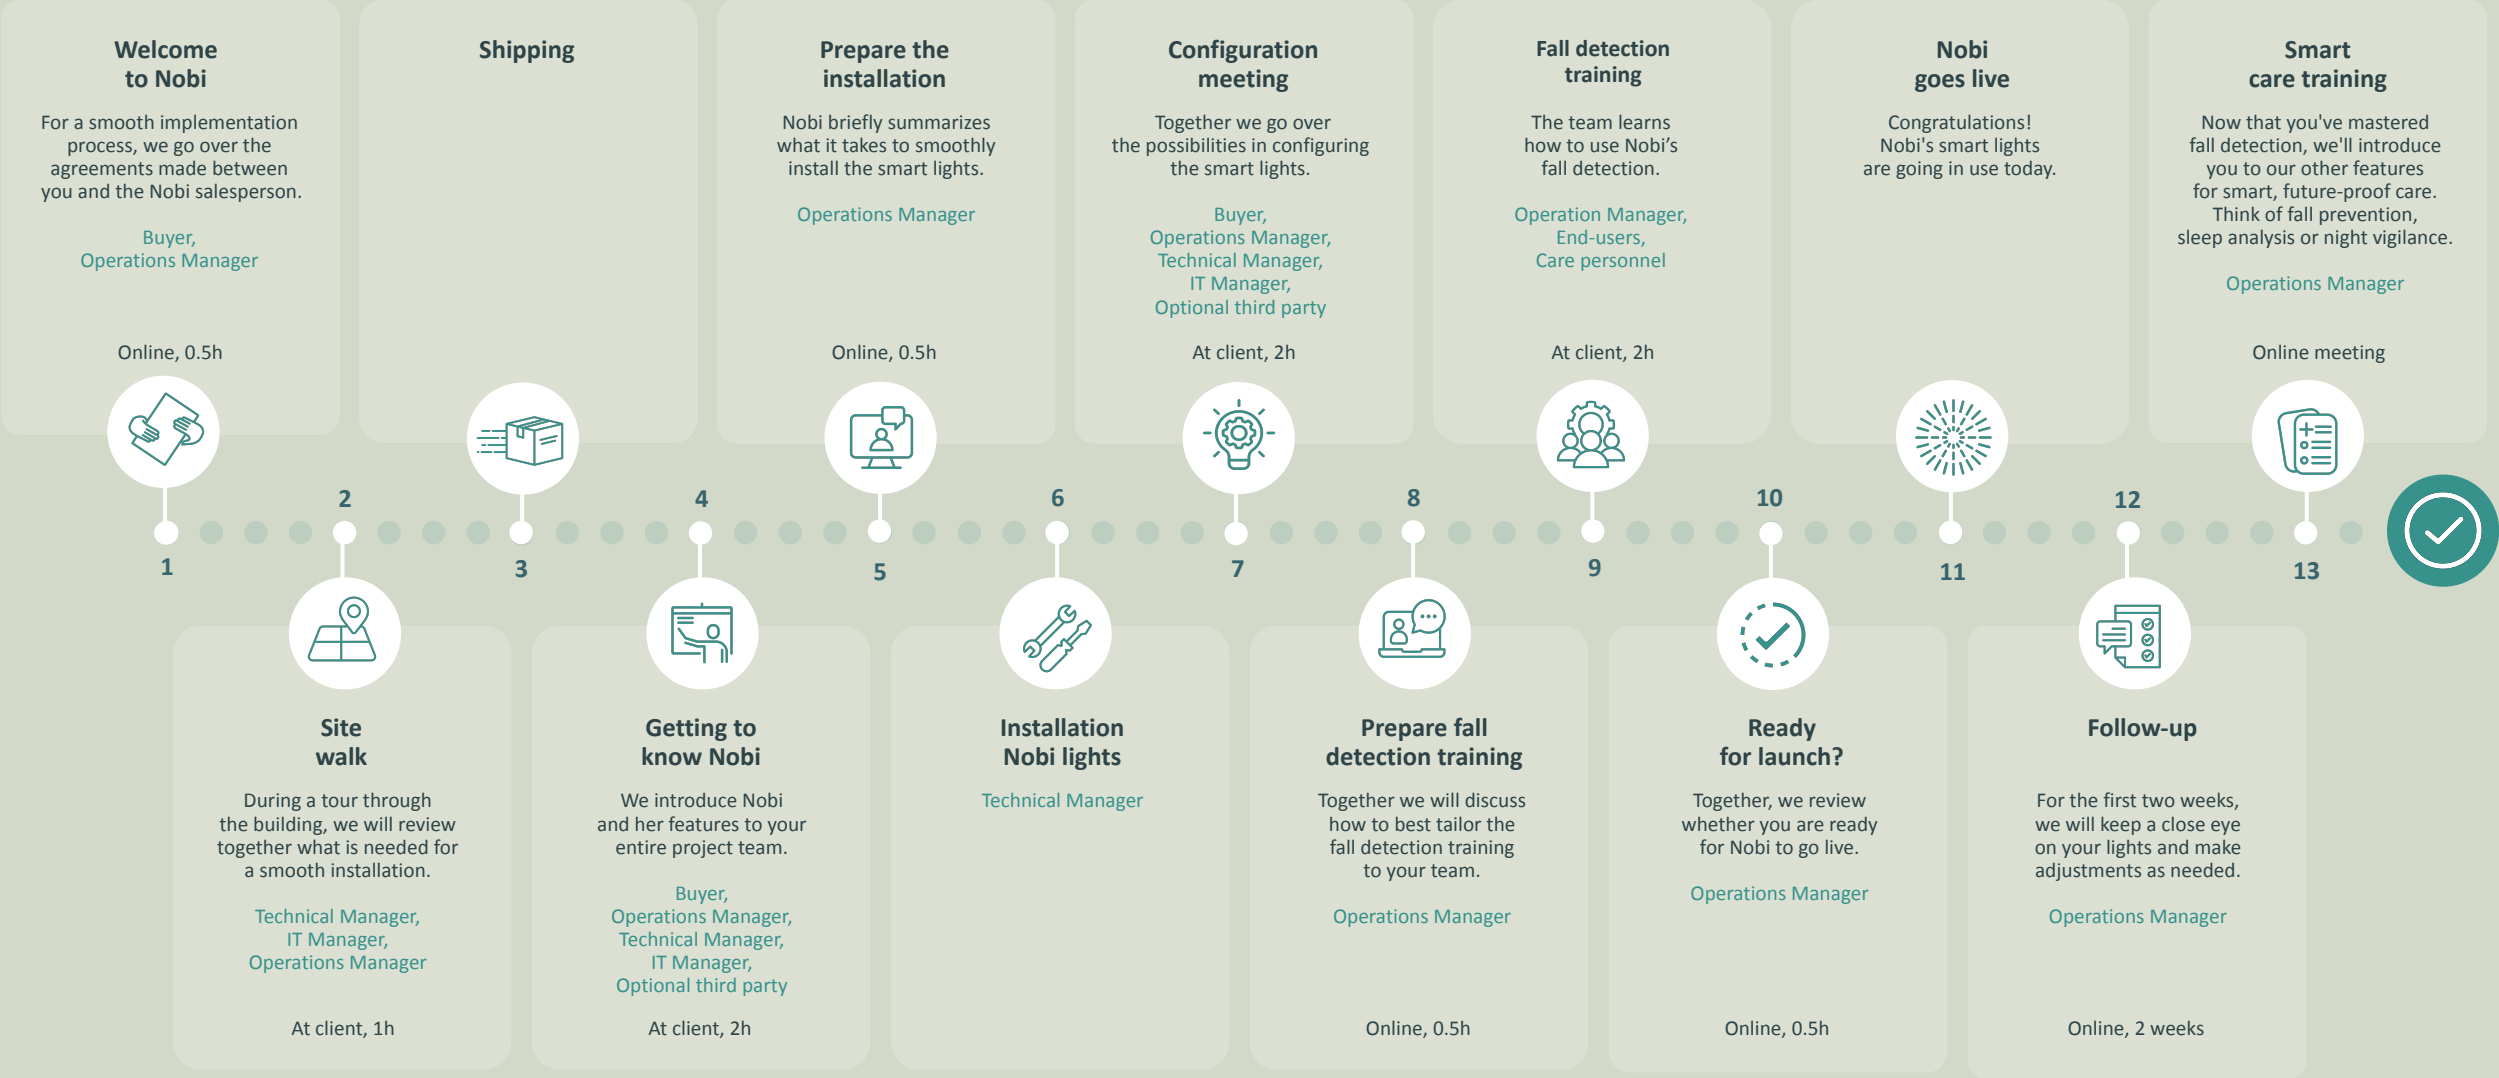 Welcome
to Nobi
For a smooth implementation
process, we go over the
agreements made between
you and the Nobi salesperson.
Buyer,
Operations Manager
Online, 0.5h
1
2
Site
walk
During a tour through
the building, we will review
together what is needed for
a smooth installation.
Technical Manager,
IT Manager,
Operations Manager
At client, 1h
Shipping
3
4
Getting to
know Nobi
We introduce Nobi
and her features to your
entire project team.
Buyer,
Operations Manager,
Technical Manager,
IT Manager,
Optional third party
At client, 2h
Prepare the
installation
Nobi briefly summarizes
what it takes to smoothly
install the smart lights.
Operations Manager
Online, 0.5h
5
6
Installation
Nobi lights
Technical Manager
Configuration
meeting
Together we go over
the possibilities in configuring
the smart lights.
Buyer,
Operations Manager,
Technical Manager,
IT Manager,
Optional third party
At client, 2h
7
8
Prepare fall
detection training
Together we will discuss
how to best tailor the
fall detection training
to your team.
Operations Manager
Online, 0.5h
Fall detection
training
The team learns
how to use Nobi’s
fall detection.
Operation Manager,
End-users,
Care personnel
At client, 2h
9
10
Ready
for launch?
Together, we review
whether you are ready
for Nobi to go live.
Operations Manager
Online, 0.5h
Nobi
goes live
Congratulations!
Nobi's smart lights
are going in use today.
11
12
Follow-up
For the first two weeks,
we will keep a close eye
on your lights and make
adjustments as needed.
Operations Manager
Online, 2 weeks
Smart
care training
Now that you've mastered
fall detection, we'll introduce
you to our other features
for smart, future-proof care.
Think of fall prevention,
sleep analysis or night vigilance.
Operations Manager
Online meeting
13